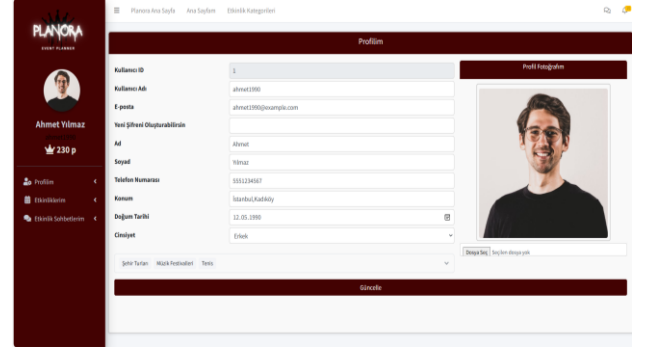 PLANORA
EVENT PLANNER
Ahmet Yılmaz
230 p
Profilim
Etkinliklerim
Etkinlik Sohbetlerim
Planora Ana Sayfa Ana Sayfam Etkinlik Kategorileri
Profilim
Kullanıcı ID 1
Kullanıcı Adı ahmet1990
E-posta ahmet1990@example.com
Yeni Şifreni Oluşturabilirsin
Ad Ahmet
Soyad Yılmaz
Telefon Numarası 5551234567
Konum İstanbul,Kadıköy
Doğum Tarihi 12.05.1990
Cinsiyet Erkek
Şehir Turları Müzik Festivalleri Tenis
Güncelle
Profil Fotoğrafım
Dosya Seç Seçilen dosya yok